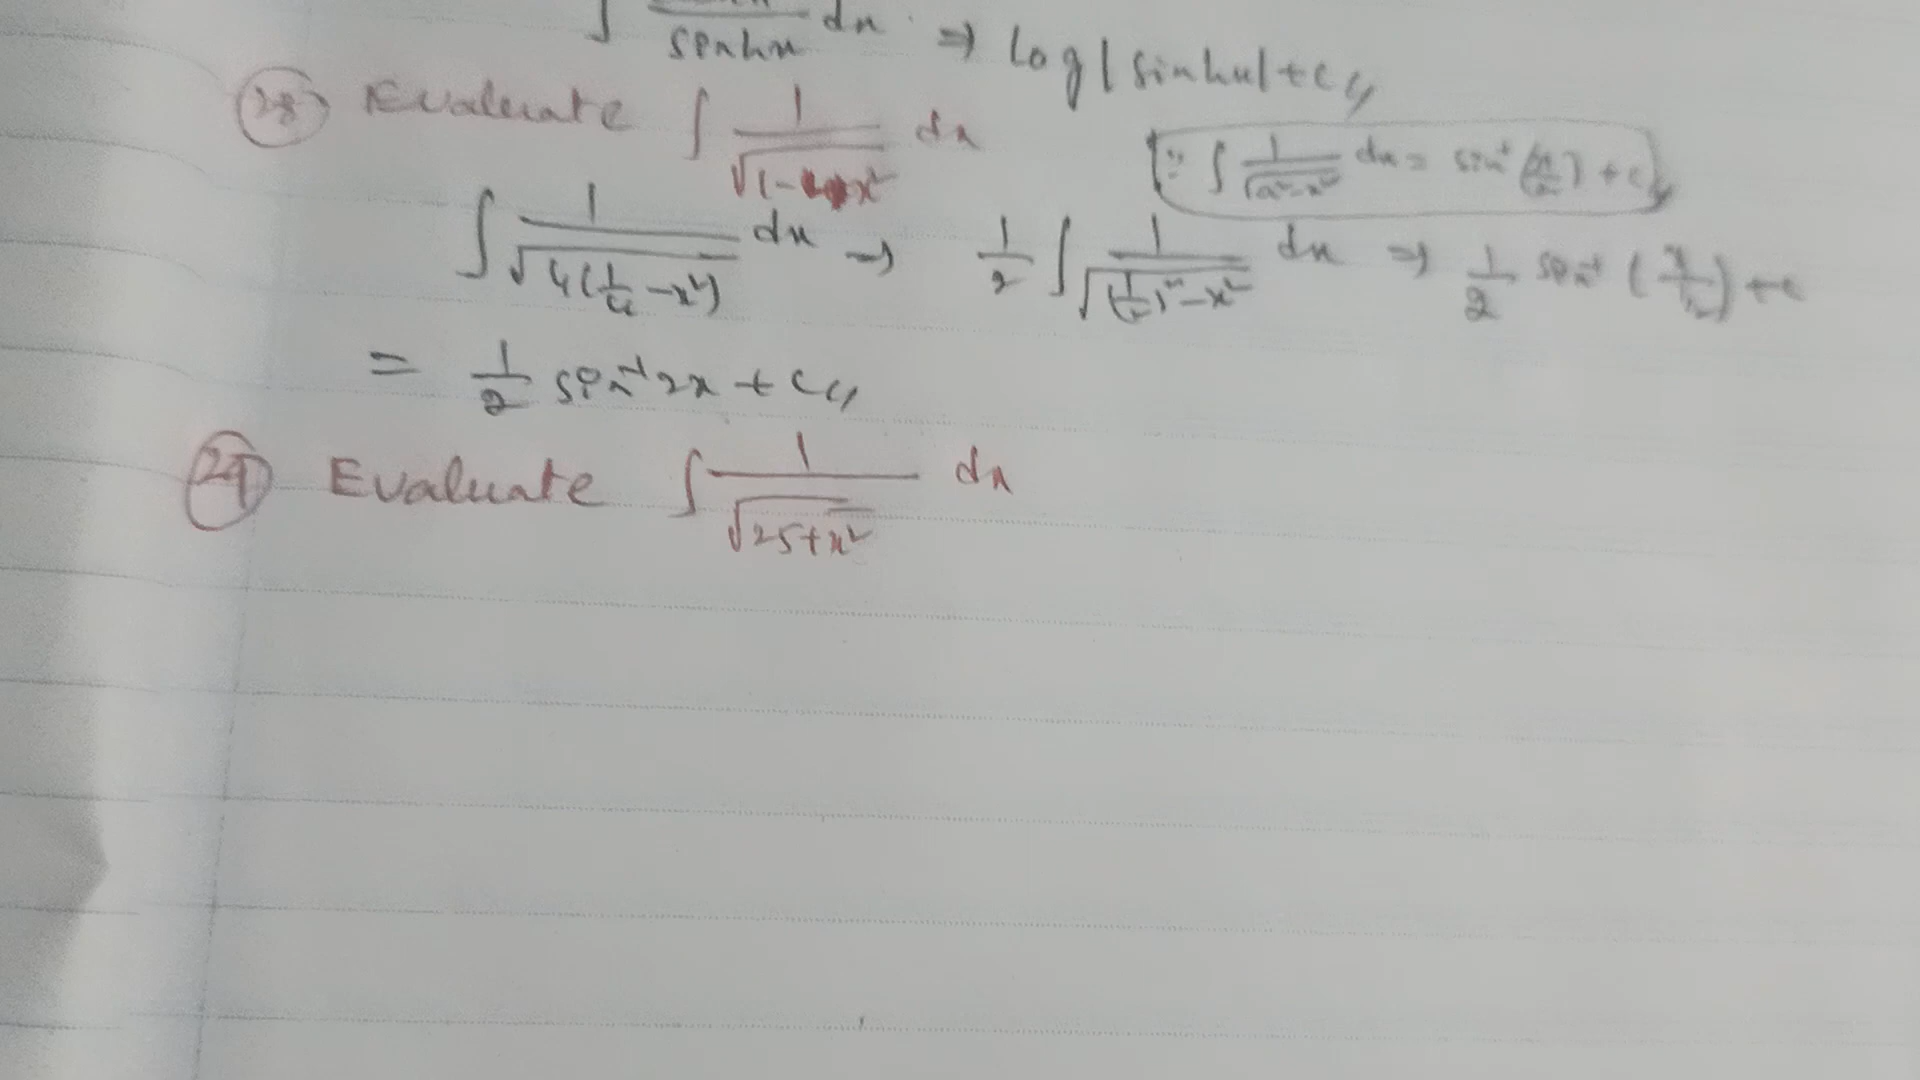 ∫ / sinhx dx ⇒ log|sinhx|+c//
(28) Evaluate ∫ 1/√(1-4x²) dx
[∵ ∫ 1/√(a²-x²) dx = sin⁻¹(x/a)+c]
∫ 1/√(4(1/4-x²)) dx → 1/2 ∫ 1/√((1/2)²-x²) dx ⇒ 1/2 sin⁻¹(x/(1/2))+c
= 1/2 sin⁻¹2x + c//
(29) Evaluate ∫ 1/√(25+x²) dx